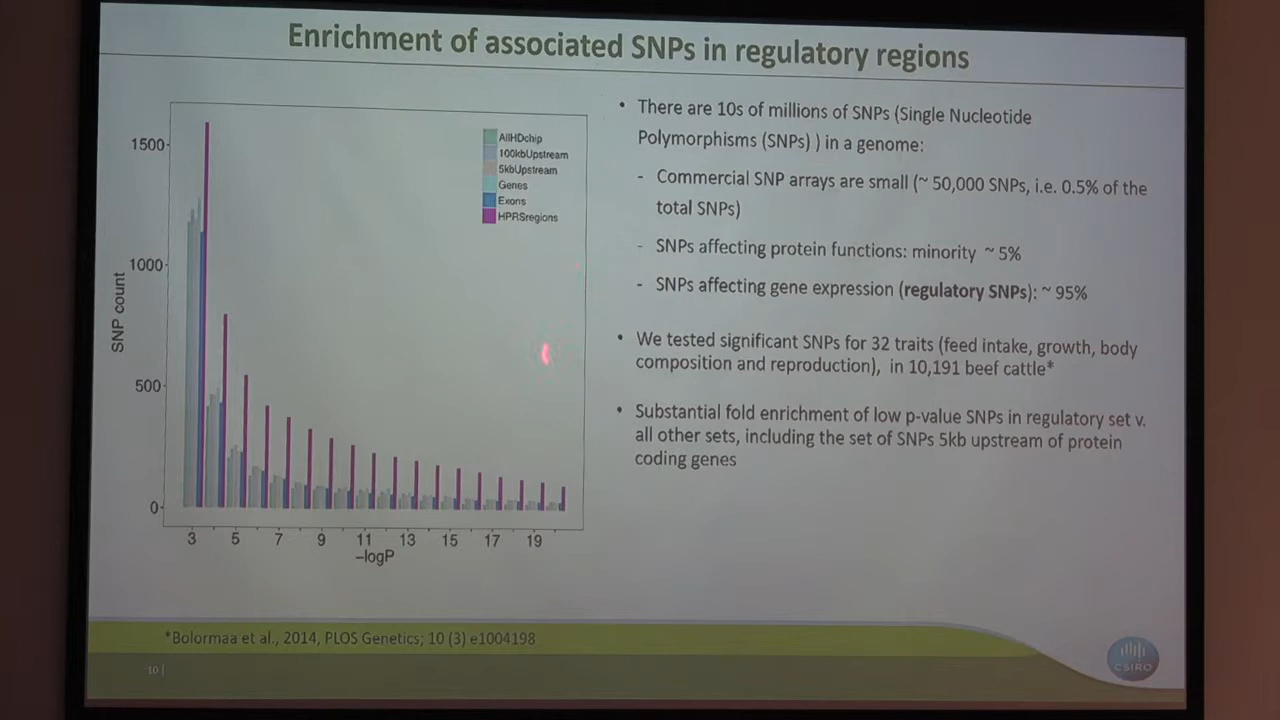 Enrichment of associated SNPs in regulatory regions
1500
1000
500
0
SNP count
AllHDchip
100kbUpstream
5kbUpstream
Genes
Exons
HPRSregions
3 5 7 9 11 13 15 17 19
−logP
• There are 10s of millions of SNPs (Single Nucleotide
Polymorphisms (SNPs) ) in a genome:
- Commercial SNP arrays are small (~ 50,000 SNPs, i.e. 0.5% of the
total SNPs)
- SNPs affecting protein functions: minority ~ 5%
- SNPs affecting gene expression (regulatory SNPs): ~ 95%
• We tested significant SNPs for 32 traits (feed intake, growth, body
composition and reproduction), in 10,191 beef cattle*
• Substantial fold enrichment of low p-value SNPs in regulatory set v.
all other sets, including the set of SNPs 5kb upstream of protein
coding genes
*Bolormaa et al., 2014, PLOS Genetics; 10 (3) e1004198
10 |
CSIRO